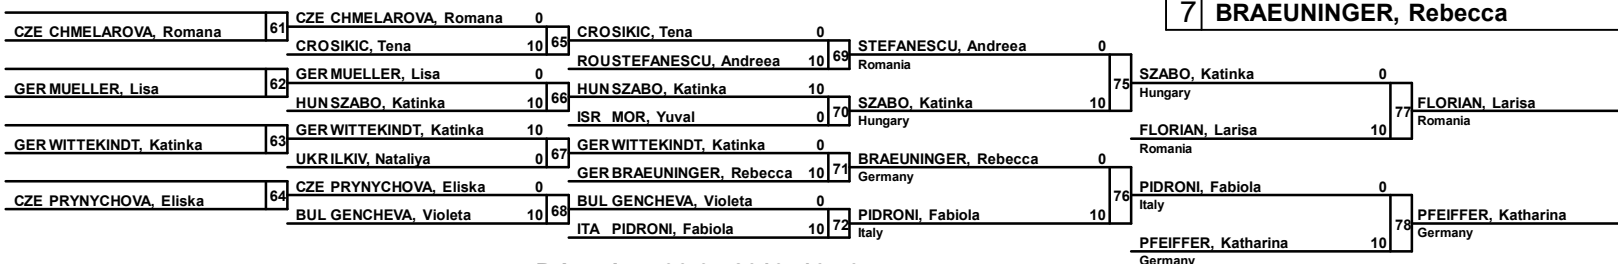 7 BRAEUNINGER, Rebecca
CZE CHMELAROVA, Romana 61
GER MUELLER, Lisa 62
GER WITTEKINDT, Katinka 63
CZE PRYNYCHOVA, Eliska 64
CZE CHMELAROVA, Romana 0
CROSIKIC, Tena 10 65
GER MUELLER, Lisa 0
HUN SZABO, Katinka 10 66
GER WITTEKINDT, Katinka 10
UKR ILKIV, Nataliya 0 67
CZE PRYNYCHOVA, Eliska 0
BUL GENCHEVA, Violeta 10 68
CROSIKIC, Tena 0
ROU STEFANESCU, Andreea 10 69
HUN SZABO, Katinka 10
ISR MOR, Yuval 0 70
GER WITTEKINDT, Katinka 0
GER BRAEUNINGER, Rebecca 10 71
BUL GENCHEVA, Violeta 0
ITA PIDRONI, Fabiola 10 72
STEFANESCU, Andreea 0
Romania
75
SZABO, Katinka 10
Hungary
BRAEUNINGER, Rebecca 0
Germany
76
PIDRONI, Fabiola 10
Italy
SZABO, Katinka 0
Hungary
77
FLORIAN, Larisa 10
Romania
PIDRONI, Fabiola 0
Italy
78
PFEIFFER, Katharina 10
Germany
FLORIAN, Larisa
Romania
PFEIFFER, Katharina
Germany